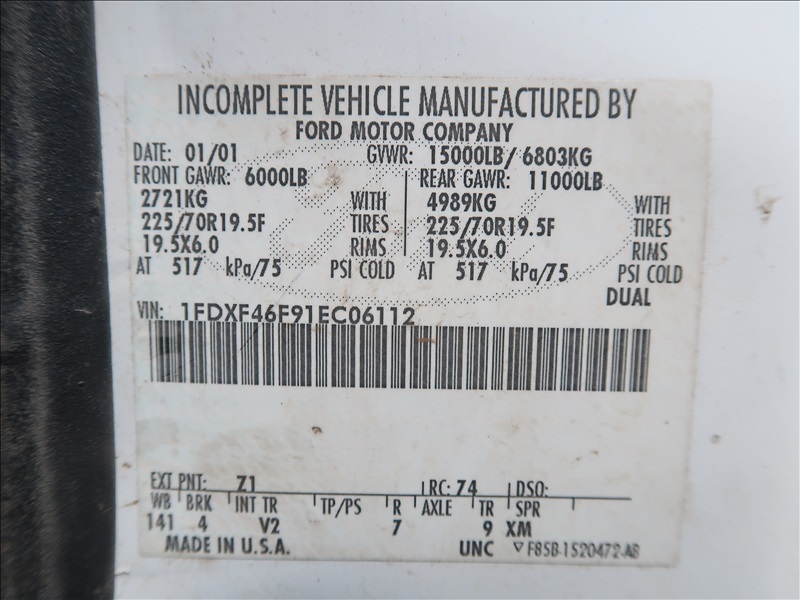 INCOMPLETE VEHICLE MANUFACTURED BY
FORD MOTOR COMPANY
DATE: 01/01 GVWR: 15000LB/ 6803KG
FRONT GAWR: 6000LB REAR GAWR: 11000LB
2721KG WITH 4989KG WITH
225/70R19.5F TIRES 225/70R19.5F TIRES
19.5X6.0 RIMS 19.5X6.0 RIMS
AT 517 kPa/75 PSI COLD AT 517 kPa/75 PSI COLD
DUAL
VIN: 1FDXF46F91EC06112
EXT PNT: Z1 RC: 74 DSO:
WB BRK INT TR TP/PS R AXLE TR SPR
141 4 V2 7 9 XM
MADE IN U.S.A. UNC F85B-1520472-AB